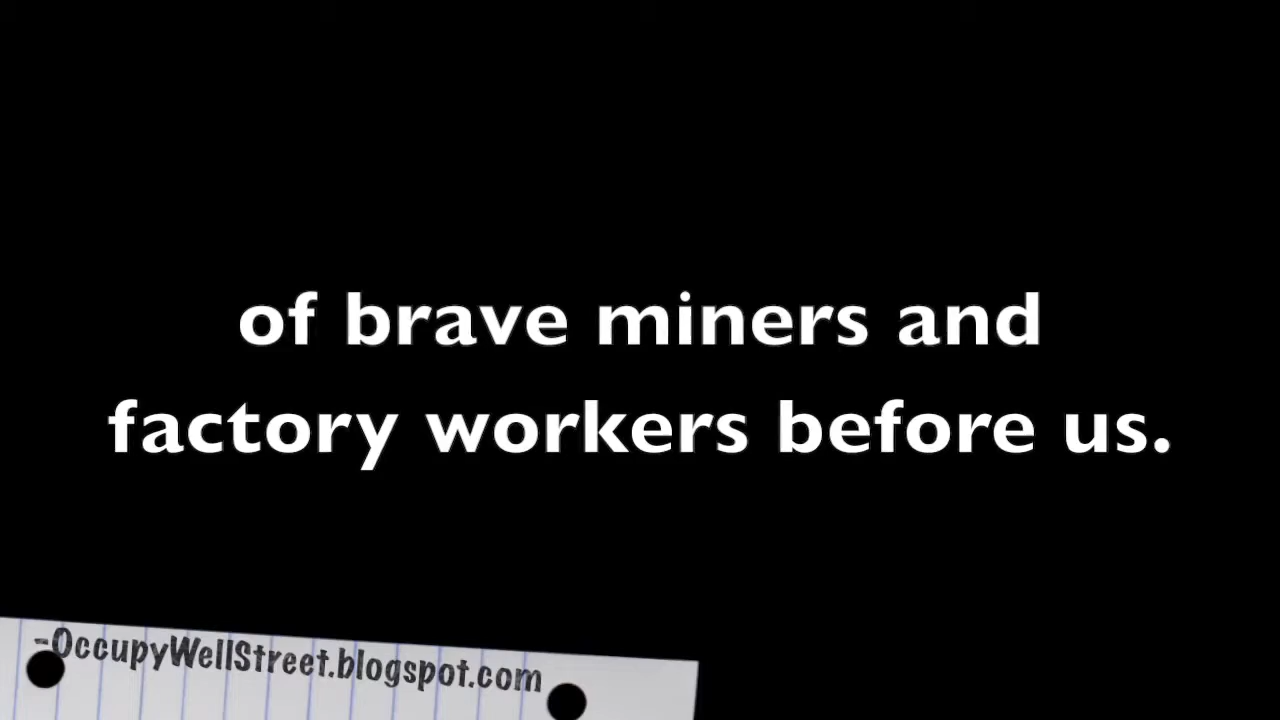 of brave miners and
factory workers before us.
-OccupyWellStreet.blogspot.com